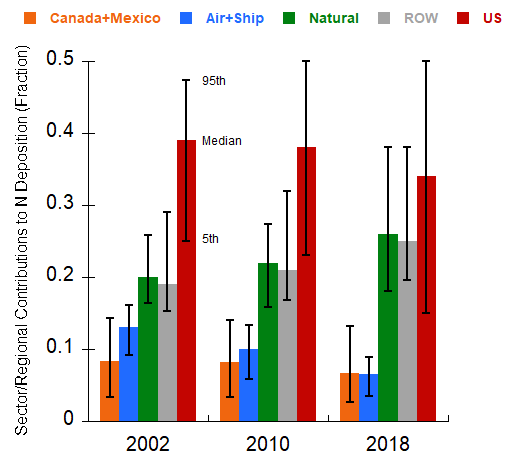 Canada+Mexico Air+Ship Natural ROW US
Sector/Regional Contributions to N Deposition (Fraction)
0.5
0.4
0.3
0.2
0.1
0
95th
Median
5th
2002 2010 2018